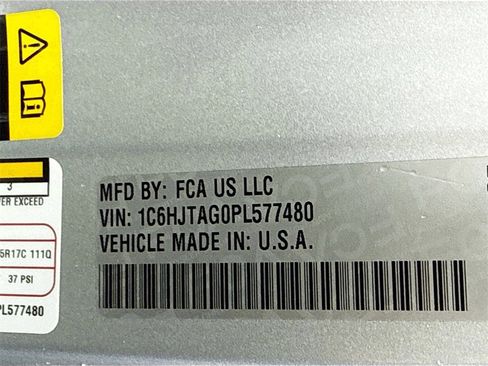 MFD BY: FCA US LLC
VIN: 1C6HJTAG0PL577480
VEHICLE MADE IN: U.S.A.
3
ER EXCEED
5R17C 111Q
37 PSI
PL577480